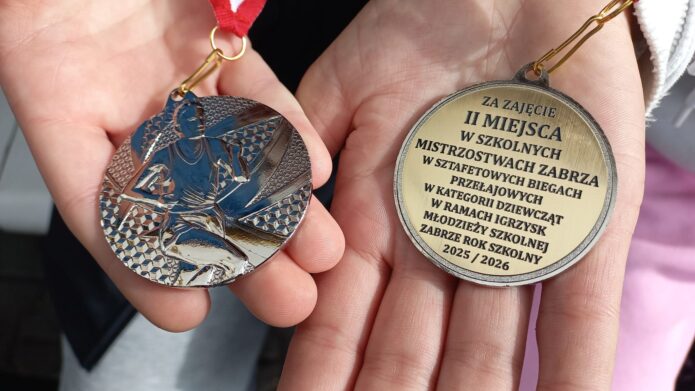 ZA ZAJĘCIE
II MIEJSCA
W SZKOLNYCH
MISTRZOSTWACH ZABRZA
W SZTAFETOWYCH BIEGACH
PRZEŁAJOWYCH
W KATEGORII DZIEWCZĄT
W RAMACH IGRZYSK
MŁODZIEŻY SZKOLNEJ
ZABRZE ROK SZKOLNY
2025 / 2026